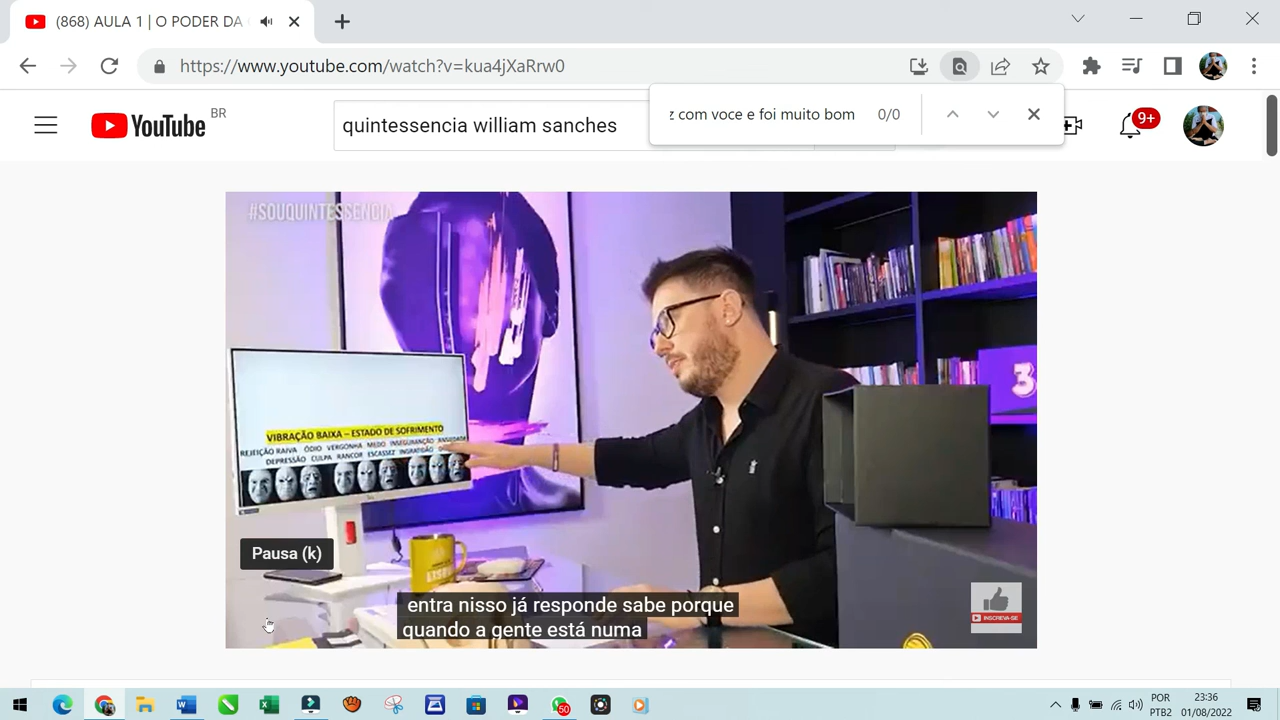 (868) AULA 1 | O PODER DA
https://www.youtube.com/watch?v=kua4jXaRrw0
z com voce e foi muito bom 0/0
YouTube BR
quintessencia william sanches
9+
#SOUQUINTESSENCIA
3
VIBRAÇÃO BAIXA – ESTADO DE SOFRIMENTO
REJEIÇÃO RAIVA ÓDIO VERGONHA MEDO INSEGURANÇA ANSIEDADE
DEPRESSÃO CULPA RANCOR ESCASSEZ INGRATIDÃO
Pausa (k)
entra nisso já responde sabe porque
quando a gente está numa
INSCREVA-SE
50
POR
PTB2
23:36
01/08/2022